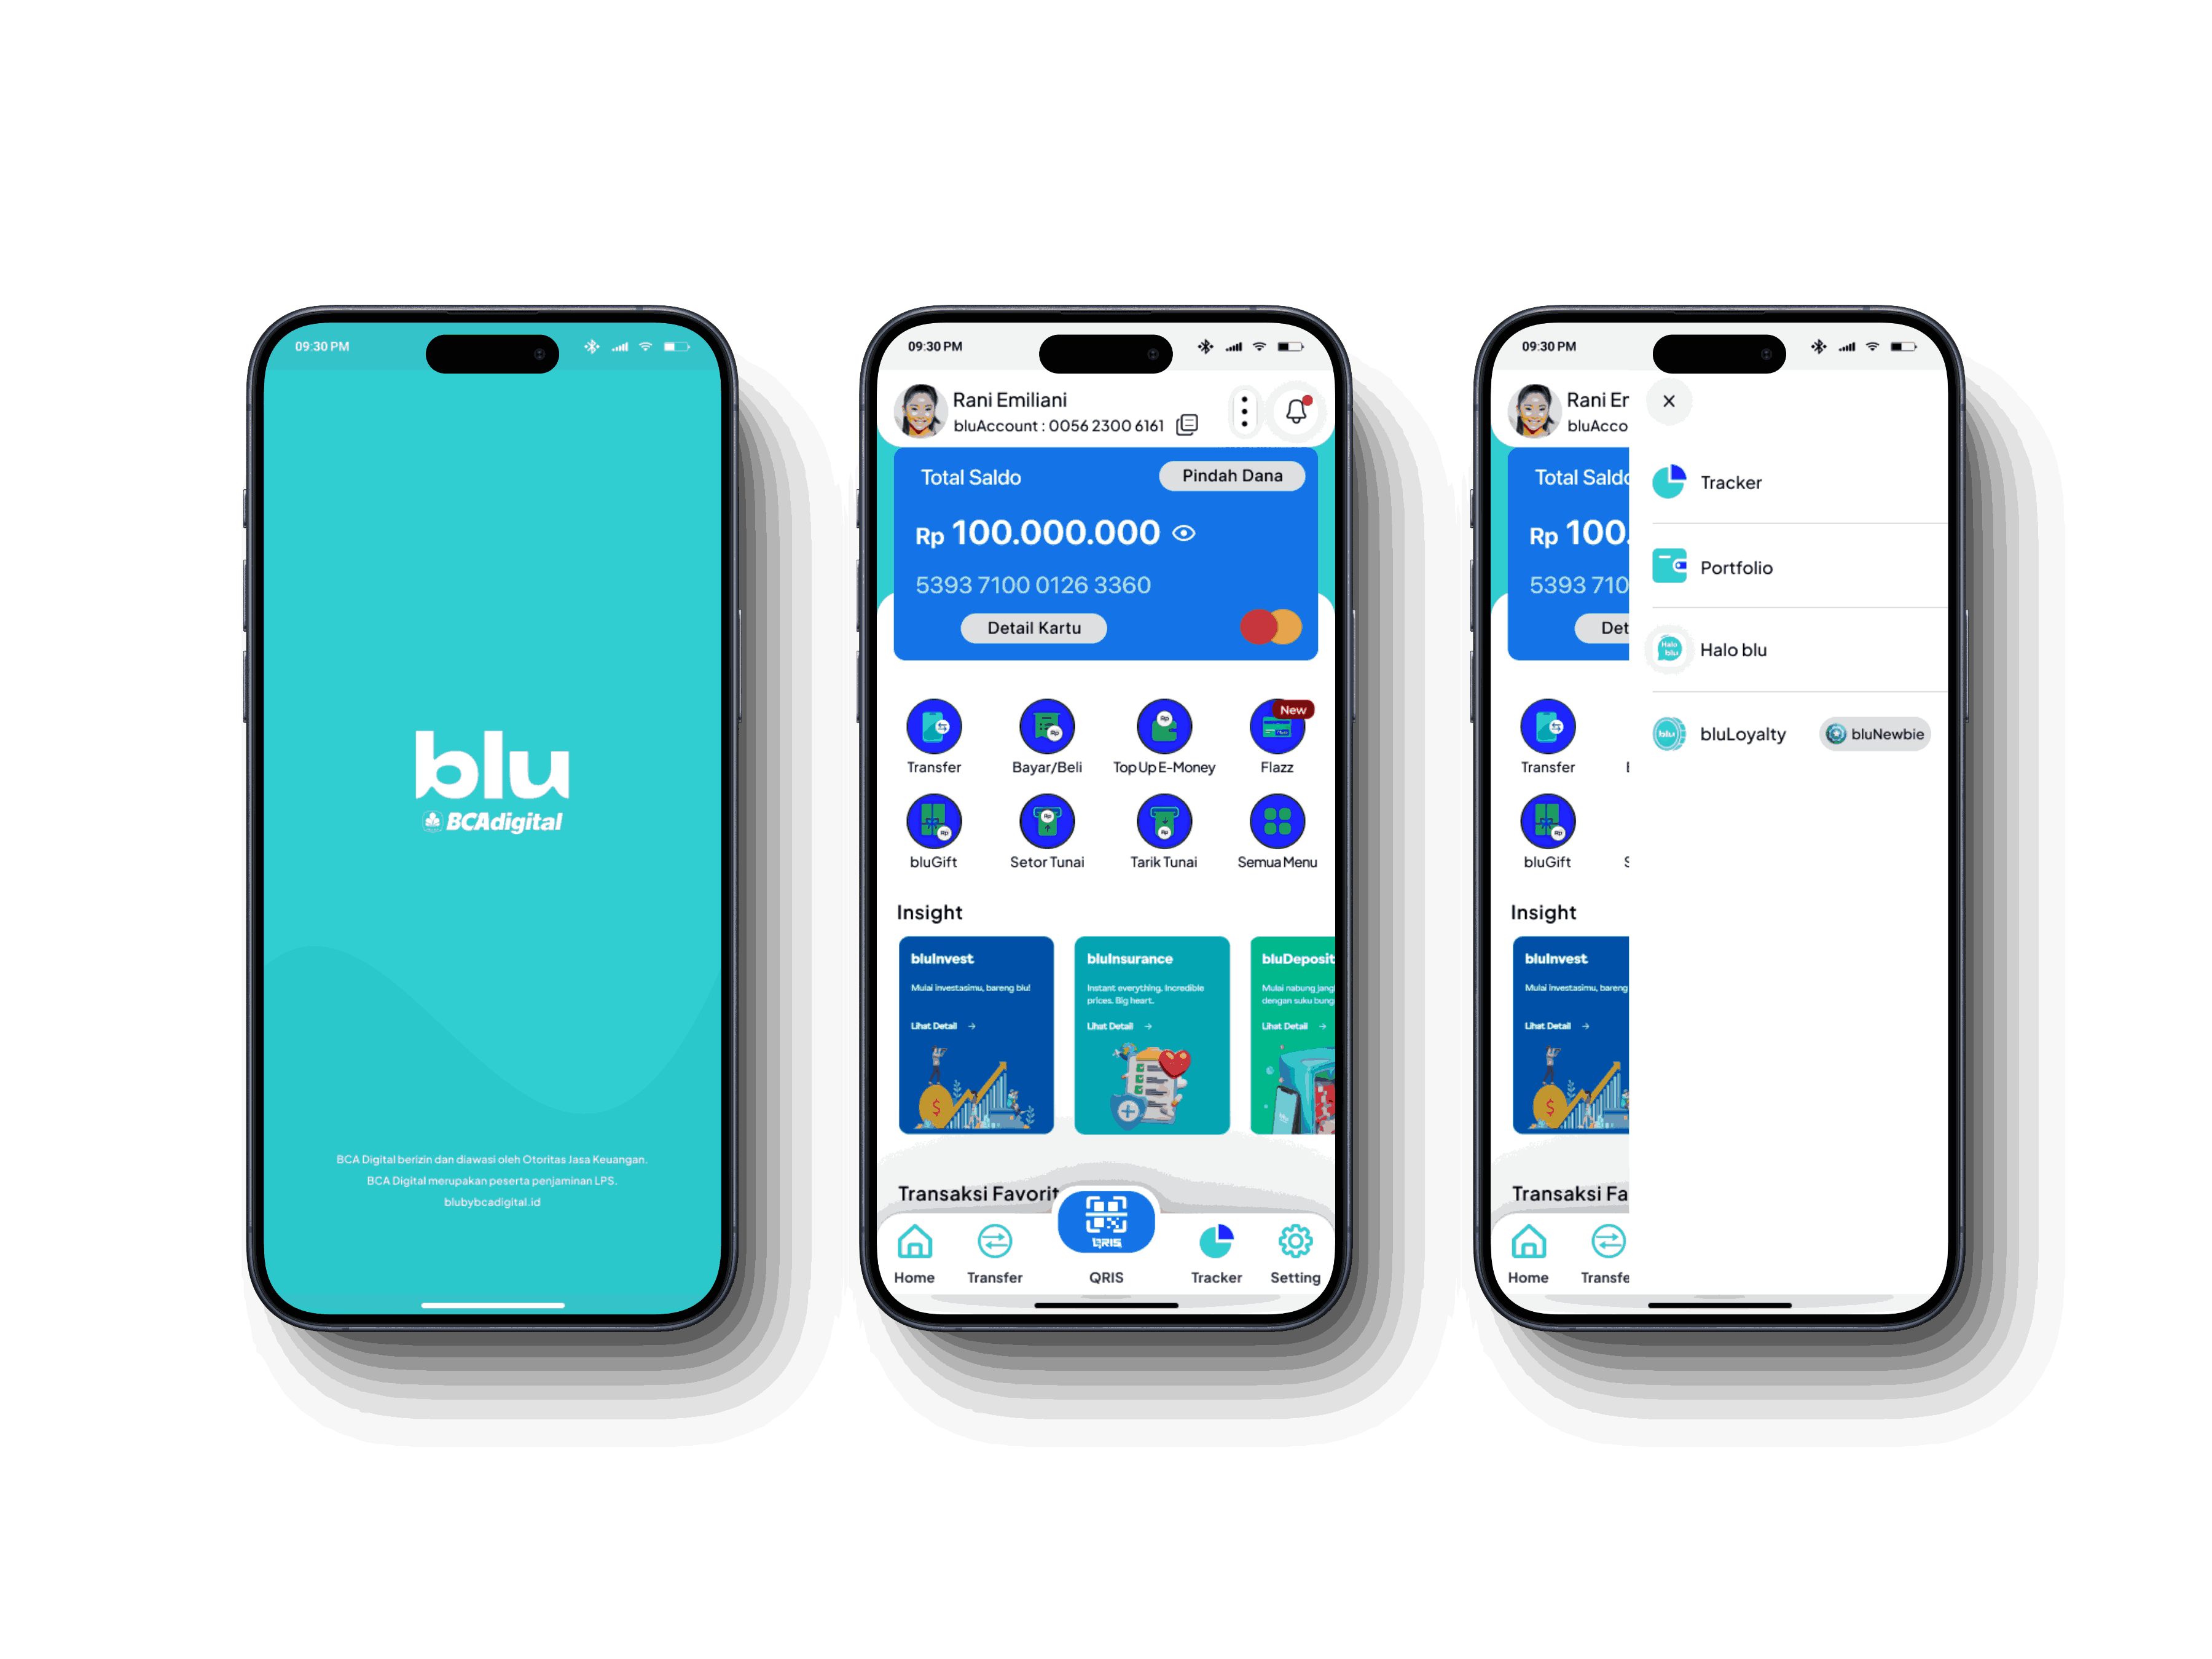 09:30 PM
blu
BCAdigital
BCA Digital berizin dan diawasi oleh Otoritas Jasa Keuangan.
BCA Digital merupakan peserta penjaminan LPS.
blubybcadigital.id
09:30 PM
Rani Emiliani
bluAccount : 0056 2300 6161
Total Saldo
Pindah Dana
Rp 100.000.000
5393 7100 0126 3360
Detail Kartu
New
Transfer
Bayar/Beli
Top Up E-Money
Flazz
bluGift
Setor Tunai
Tarik Tunai
Semua Menu
Insight
bluInvest
Mulai investasimu, bareng blu!
Lihat Detail
bluInsurance
Instant everything. Incredible
prices. Big heart.
Lihat Detail
bluDeposit
Mulai nabung jang
dengan suku bung
Lihat Detail
Transaksi Favorit
QRIS
Home
Transfer
QRIS
Tracker
Setting
09:30 PM
Rani Er
bluAcco
Total Saldo
Rp 100.
5393 710
Det
Transfer
bluGift
Insight
bluInvest
Mulai investasimu, bareng
Lihat Detail
Transaksi Fa
Home
Transfe
Tracker
Portfolio
Halo blu
Halo blu
blu
bluLoyalty
bluNewbie